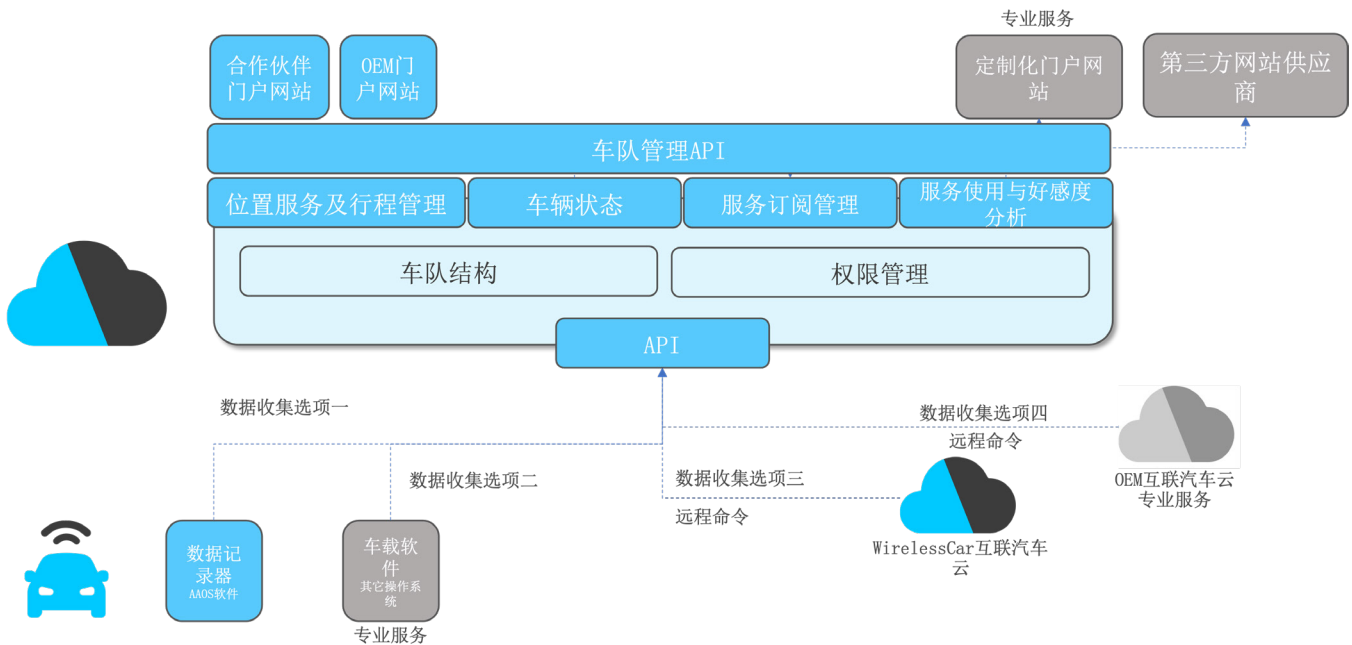 专业服务
合作伙伴
门户网站
OEM门
户网站
定制化门户网
站
第三方网站供应
商
车队管理API
位置服务及行程管理
车辆状态
服务订阅管理
服务使用与好感度
分析
车队结构
权限管理
API
数据收集选项一
数据收集选项四
远程命令
数据收集选项二
数据收集选项三
远程命令
OEM互联汽车云
专业服务
WirelessCar互联汽车
云
数据记
录器
AAOS软件
车载软
件
其它操作系
统
专业服务